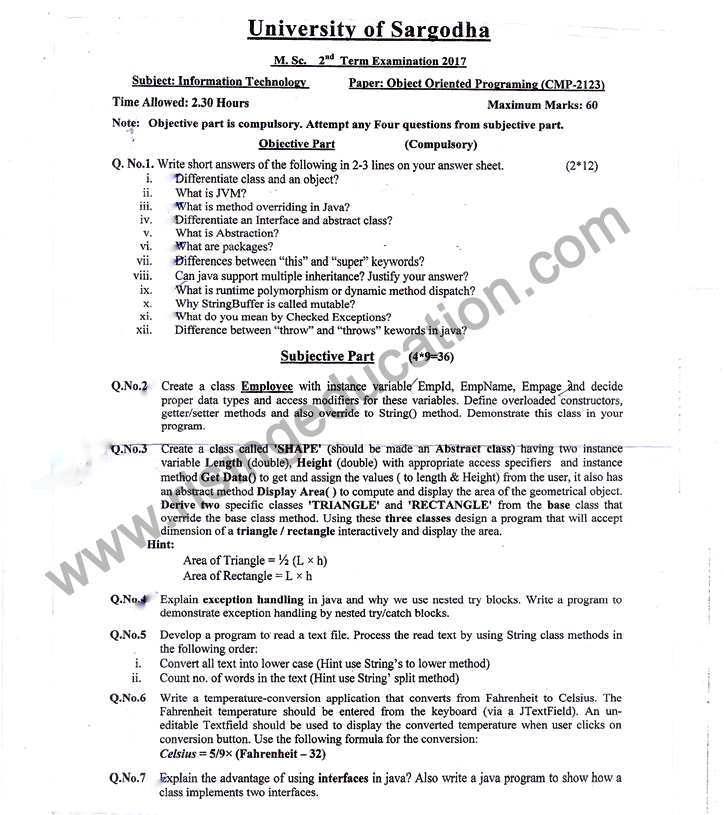 University of Sargodha
M. Sc. 2nd Term Examination 2017
Subject: Information Technology Paper: Object Oriented Programing (CMP-2123)
Time Allowed: 2.30 Hours Maximum Marks: 60
Note: Objective part is compulsory. Attempt any Four questions from subjective part.
Objective Part (Compulsory)
Q. No.1. Write short answers of the following in 2-3 lines on your answer sheet. (2*12)
i. Differentiate class and an object?
ii. What is JVM?
iii. What is method overriding in Java?
iv. Differentiate an Interface and abstract class?
v. What is Abstraction?
vi. What are packages?
vii. Differences between “this” and “super” keywords?
viii. Can java support multiple inheritance? Justify your answer?
ix. What is runtime polymorphism or dynamic method dispatch?
x. Why StringBuffer is called mutable?
xi. What do you mean by Checked Exceptions?
xii. Difference between “throw” and “throws” kewords in java?
Subjective Part (4*9=36)
Q.No.2 Create a class Employee with instance variable EmpId, EmpName, Empage and decide
proper data types and access modifiers for these variables. Define overloaded constructors,
getter/setter methods and also override to String() method. Demonstrate this class in your
program.
Q.No.3 Create a class called 'SHAPE' (should be made an Abstract class) having two instance
variable Length (double), Height (double) with appropriate access specifiers and instance
method Get Data() to get and assign the values ( to length & Height) from the user, it also has
an abstract method Display Area( ) to compute and display the area of the geometrical object.
Derive two specific classes 'TRIANGLE' and 'RECTANGLE' from the base class that
override the base class method. Using these three classes design a program that will accept
dimension of a triangle / rectangle interactively and display the area.
Hint:
Area of Triangle = ½ (L × h)
Area of Rectangle = L × h
Q.No.4 Explain exception handling in java and why we use nested try blocks. Write a program to
demonstrate exception handling by nested try/catch blocks.
Q.No.5 Develop a program to read a text file. Process the read text by using String class methods in
the following order:
i. Convert all text into lower case (Hint use String’s to lower method)
ii. Count no. of words in the text (Hint use String’ split method)
Q.No.6 Write a temperature-conversion application that converts from Fahrenheit to Celsius. The
Fahrenheit temperature should be entered from the keyboard (via a JTextField). An un-
editable Textfield should be used to display the converted temperature when user clicks on
conversion button. Use the following formula for the conversion:
Celsius = 5/9× (Fahrenheit – 32)
Q.No.7 Explain the advantage of using interfaces in java? Also write a java program to show how a
class implements two interfaces.
www.risingeducation.com